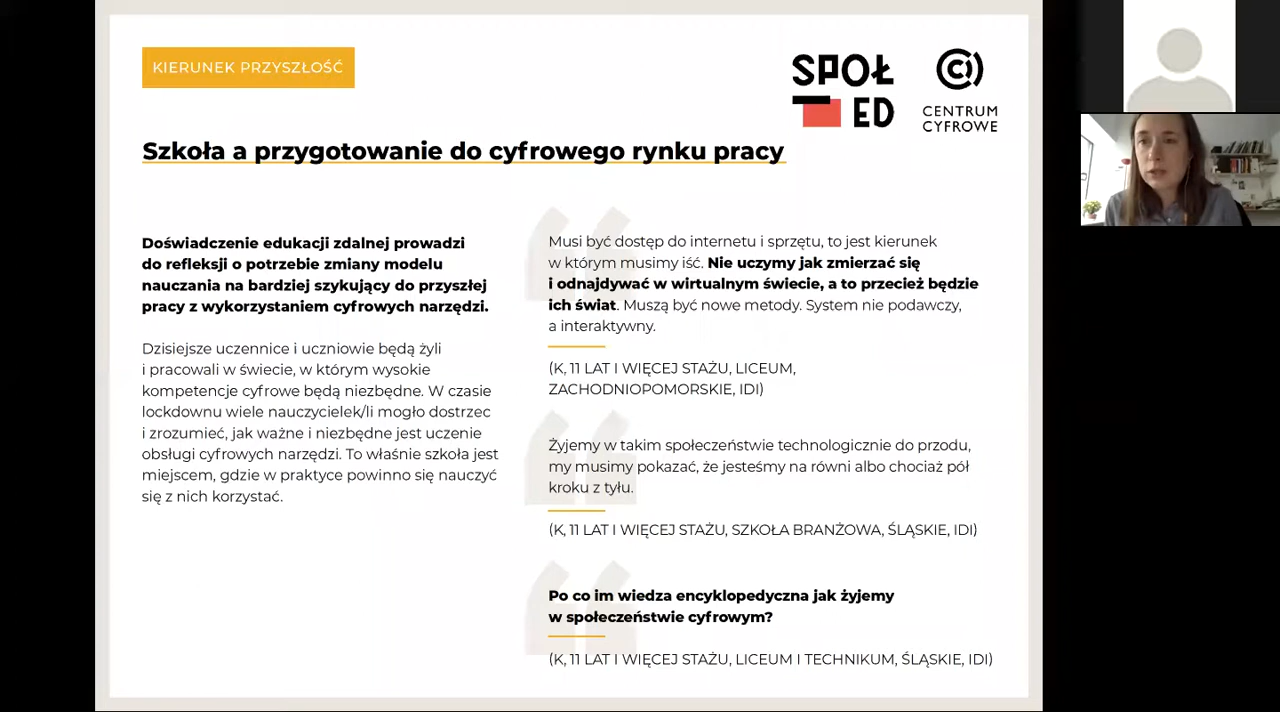 KIERUNEK PRZYSZŁOŚĆ
SPOŁ
ED
CENTRUM
CYFROWE
Szkoła a przygotowanie do cyfrowego rynku pracy
Doświadczenie edukacji zdalnej prowadzi
do refleksji o potrzebie zmiany modelu
nauczania na bardziej szykujący do przyszłej
pracy z wykorzystaniem cyfrowych narzędzi.
Dzisiejsze uczennice i uczniowie będą żyli
i pracowali w świecie, w którym wysokie
kompetencje cyfrowe będą niezbędne. W czasie
lockdownu wiele nauczycielek/li mogło dostrzec
i zrozumieć, jak ważne i niezbędne jest uczenie
obsługi cyfrowych narzędzi. To właśnie szkoła jest
miejscem, gdzie w praktyce powinno się nauczyć
się z nich korzystać.
Musi być dostęp do internetu i sprzętu, to jest kierunek
w którym musimy iść. Nie uczymy jak zmierzać się
i odnajdywać w wirtualnym świecie, a to przecież będzie
ich świat. Muszą być nowe metody. System nie podawczy,
a interaktywny.
(K, 11 LAT I WIĘCEJ STAŻU, LICEUM,
ZACHODNIOPOMORSKIE, IDI)
Żyjemy w takim społeczeństwie technologicznie do przodu,
my musimy pokazać, że jesteśmy na równi albo chociaż pół
kroku z tyłu.
(K, 11 LAT I WIĘCEJ STAŻU, SZKOŁA BRANŻOWA, ŚLĄSKIE, IDI)
Po co im wiedza encyklopedyczna jak żyjemy
w społeczeństwie cyfrowym?
(K, 11 LAT I WIĘCEJ STAŻU, LICEUM I TECHNIKUM, ŚLĄSKIE, IDI)